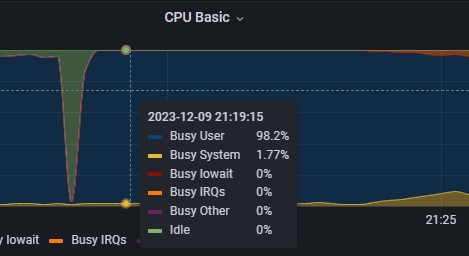 CPU Basic
2023-12-09 21:19:15
Busy User 98.2%
Busy System 1.77%
Busy Iowait 0%
Busy IRQs 0%
Busy Other 0%
Idle 0%
21:25
y Iowait Busy IRQs